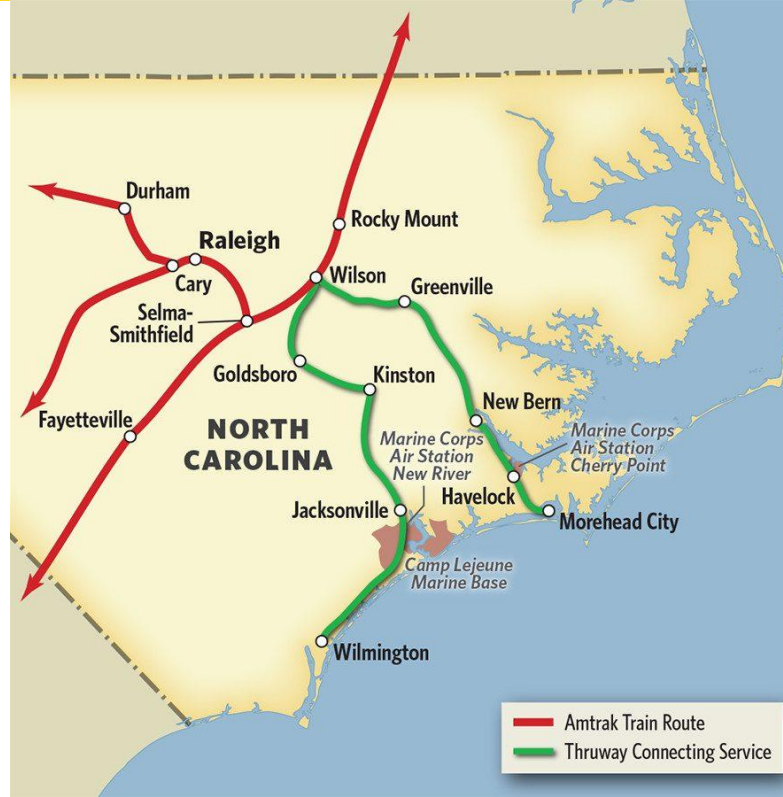 Durham
Raleigh
Cary
Rocky Mount
Wilson
Greenville
Selma-
Smithfield
Goldsboro
Kinston
Fayetteville
NORTH
CAROLINA
New Bern
Marine Corps
Air Station
New River
Marine Corps
Air Station
Cherry Point
Havelock
Jacksonville
Morehead City
Camp Lejeune
Marine Base
Wilmington
Amtrak Train Route
Thruway Connecting Service